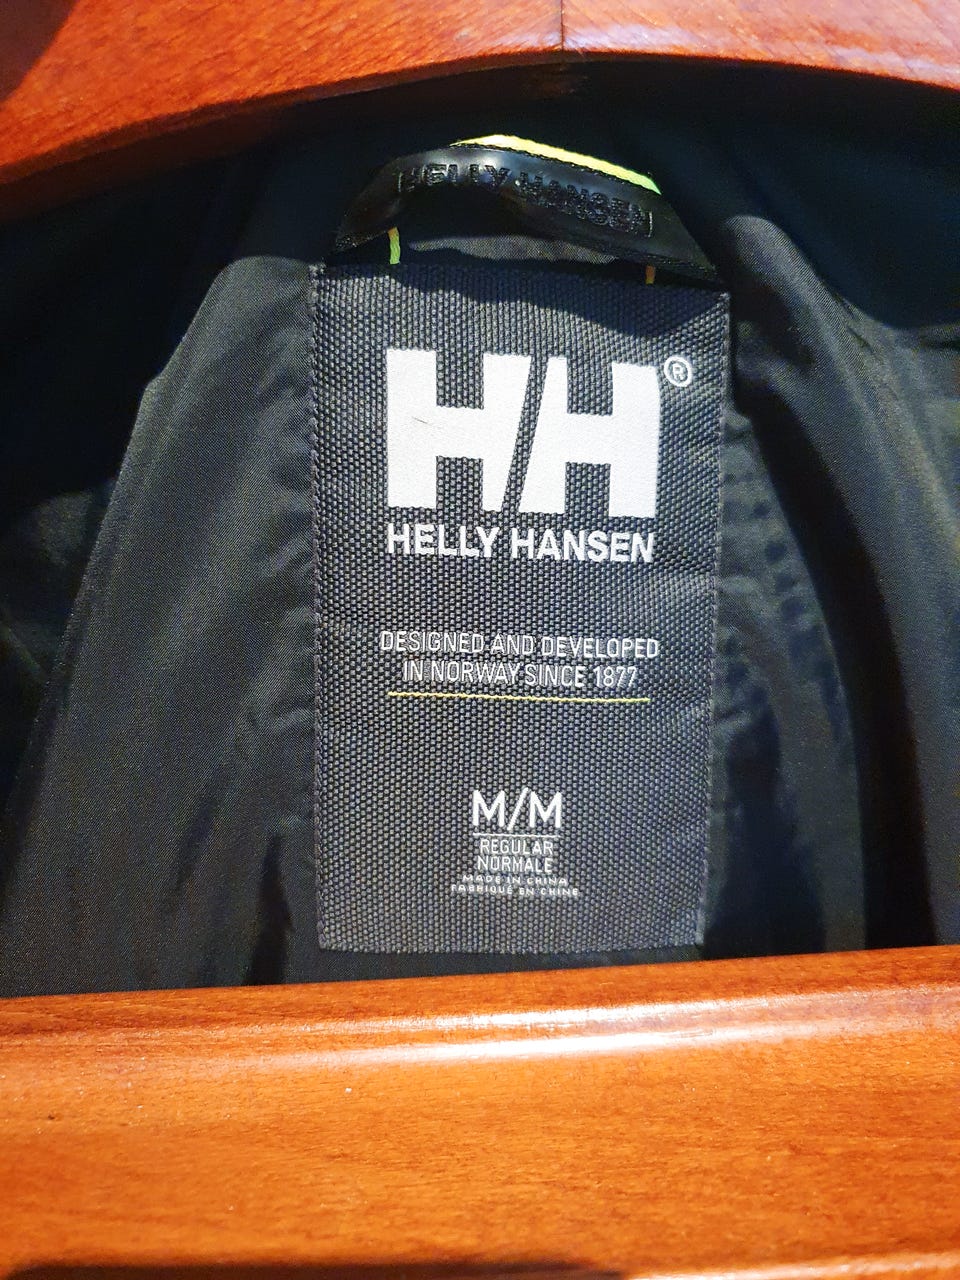 HELLY HANSEN
HH®
HELLY HANSEN
DESIGNED AND DEVELOPED
IN NORWAY SINCE 1877
M/M
REGULAR
NORMALE
MADE IN CHINA
FABRIQUÉ EN CHINE